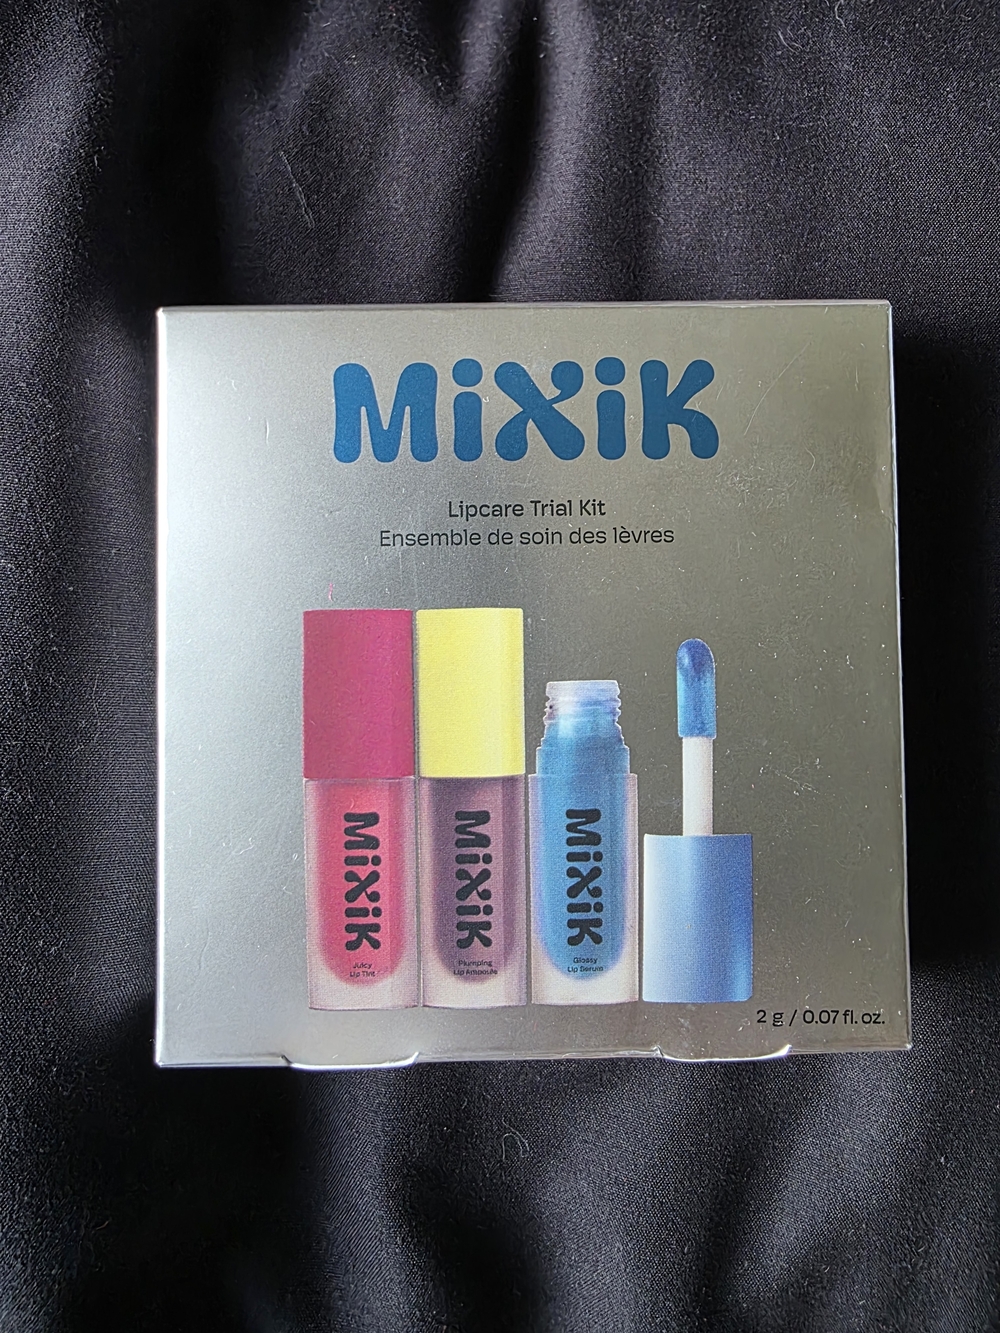 MiXiK
Lipcare Trial Kit
Ensemble de soin des lèvres
MiXiK
Juicy
Lip Tint
MiXiK
Plumping
Lip Ampoule
MiXiK
Glossy
Lip Serum
2 g / 0.07 fl. oz.